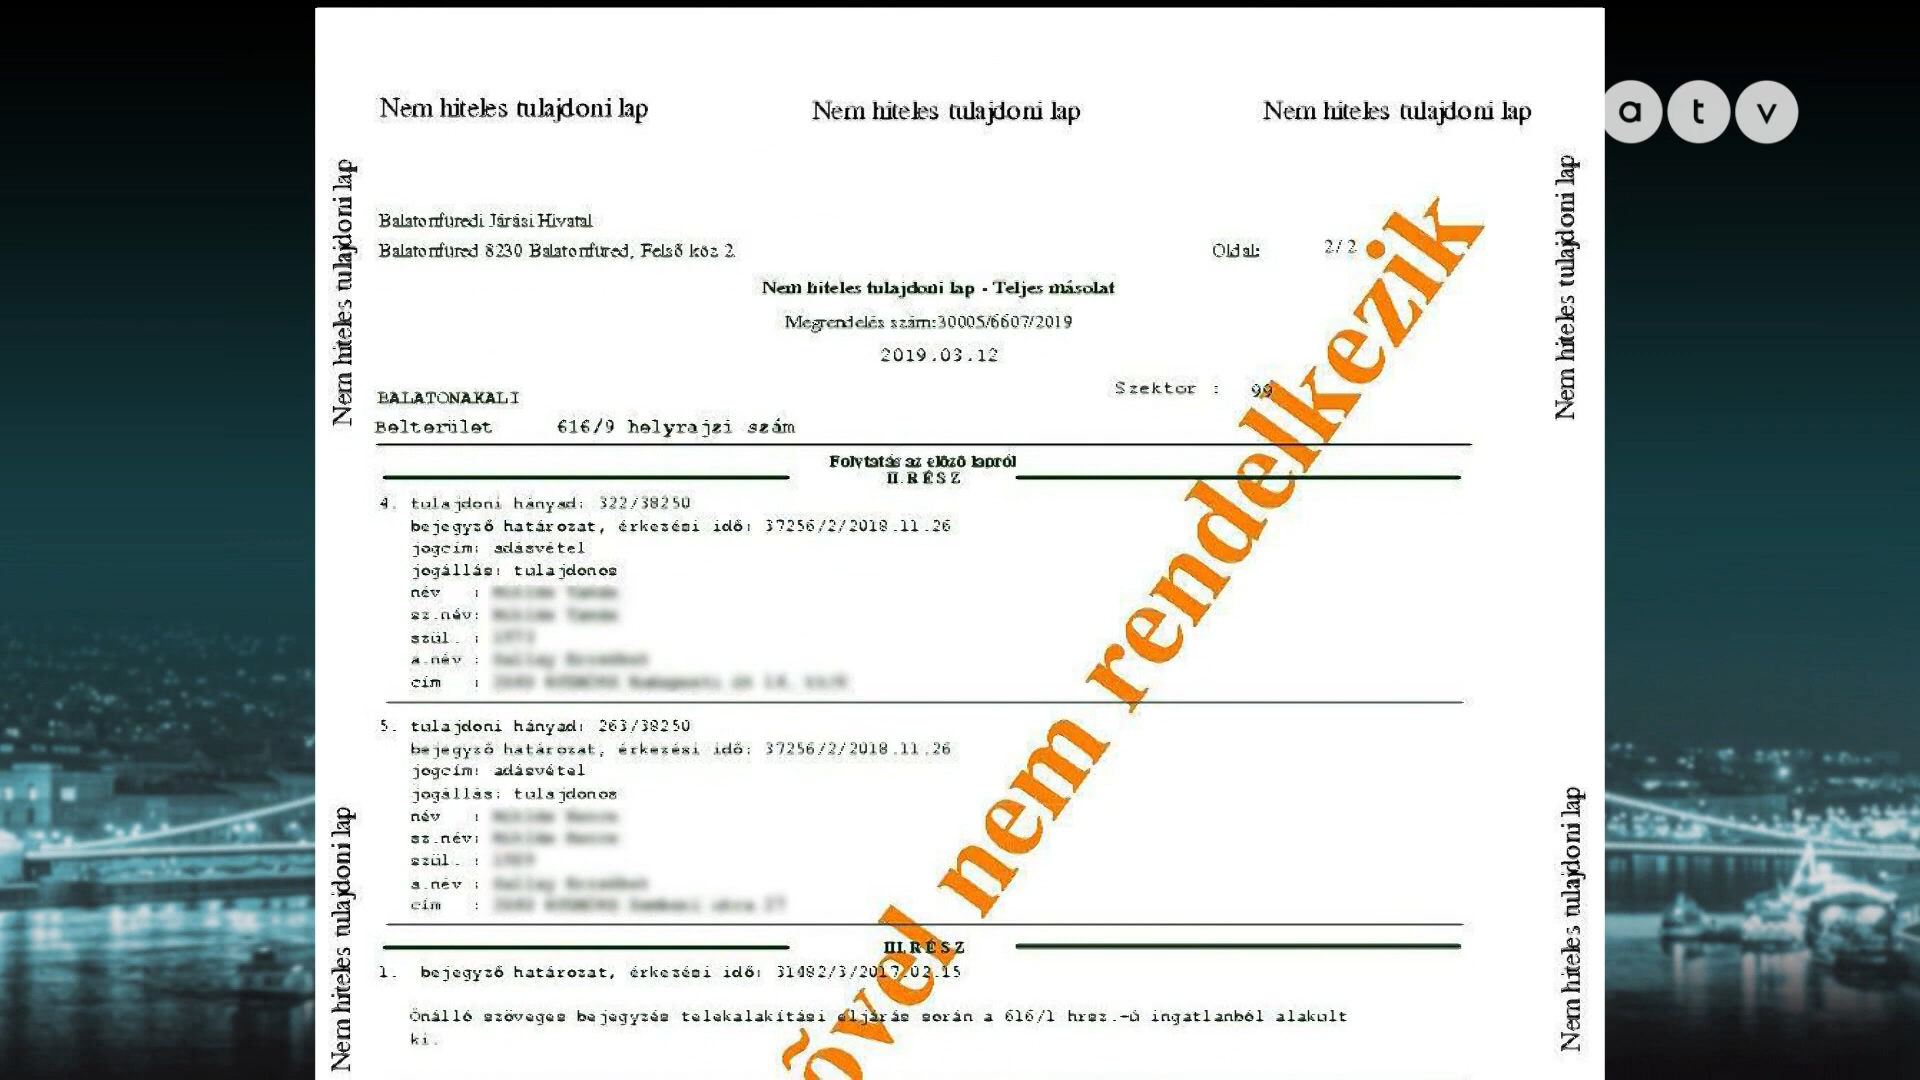 Nem hiteles tulajdoni lap
Nem hiteles tulajdoni lap
Nem hiteles tulajdoni lap
a t v
Nem hiteles tulajdoni lap
Nem hiteles tulajdoni lap
Balatonfüredi Járási Hivatal
Balatonfüred 8230 Balatonfüred, Felső köz 2.
Oldal: 2/2
Nem hiteles tulajdoni lap - Teljes másolat
Megrendelés szám:30005/6607/2019
2019.03.12
Szektor : 99
BALATONAKALI
Belterület 616/9 helyrajzi szám
Folytatás az előző lapról
II.RÉSZ
4. tulajdoni hányad: 322/38250
bejegyző határozat, érkezési idő: 37256/2/2018.11.26
jogcím: adásvétel
jogállás: tulajdonos
név :
sz.név:
szül. :
a.név :
cím :
5. tulajdoni hányad: 263/38250
bejegyző határozat, érkezési idő: 37256/2/2018.11.26
jogcím: adásvétel
jogállás: tulajdonos
név :
sz.név:
szül. :
a.név :
cím :
III.RÉSZ
1. bejegyző határozat, érkezési idő: 31482/3/2017.02.15
Önálló szöveges bejegyzés telekalakítási eljárás során a 616/1 hrsz.-ú ingatlanból alakult
ki.
nem rendelkezik
Nem hiteles tulajdoni lap
Nem hiteles tulajdoni lap